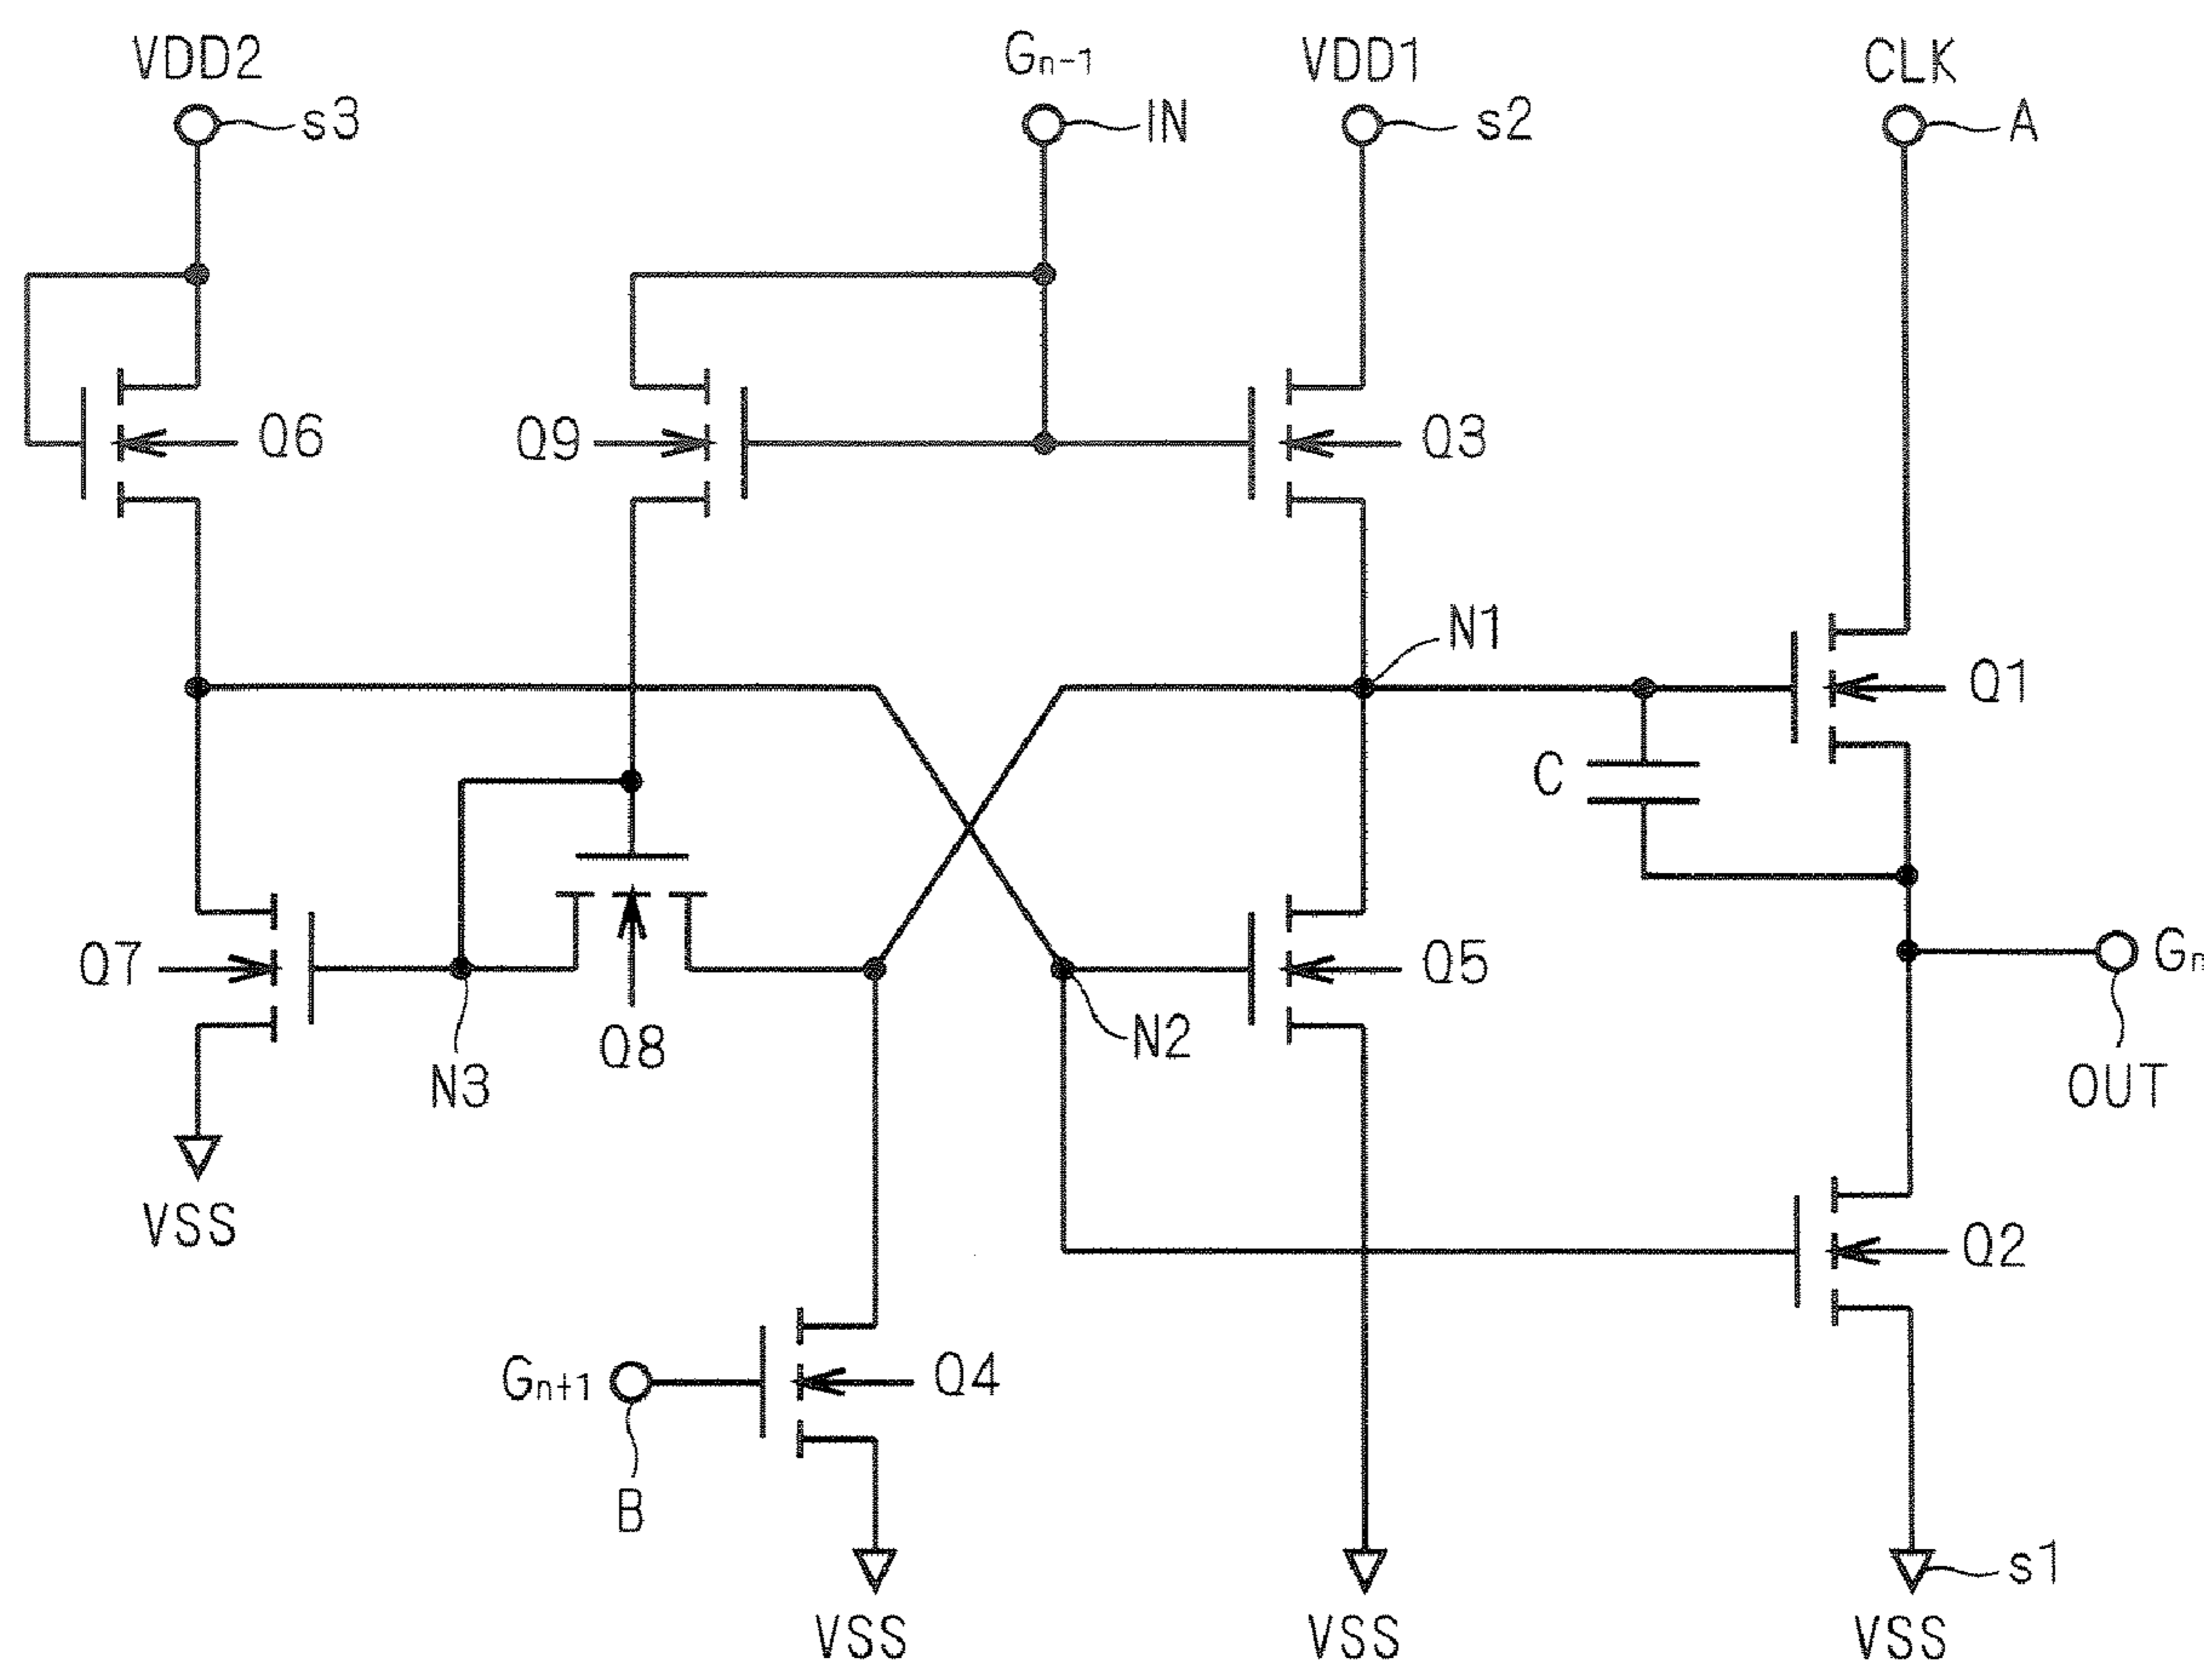 VDD2
Gn-1
VDD1
CLK
s3
IN
s2
A
Q6
Q9
Q3
N1
Q1
C
Q7
Q5
Gn
N2
Q8
N3
OUT
VSS
Q2
Gn+1
Q4
B
s1
VSS
VSS
VSS